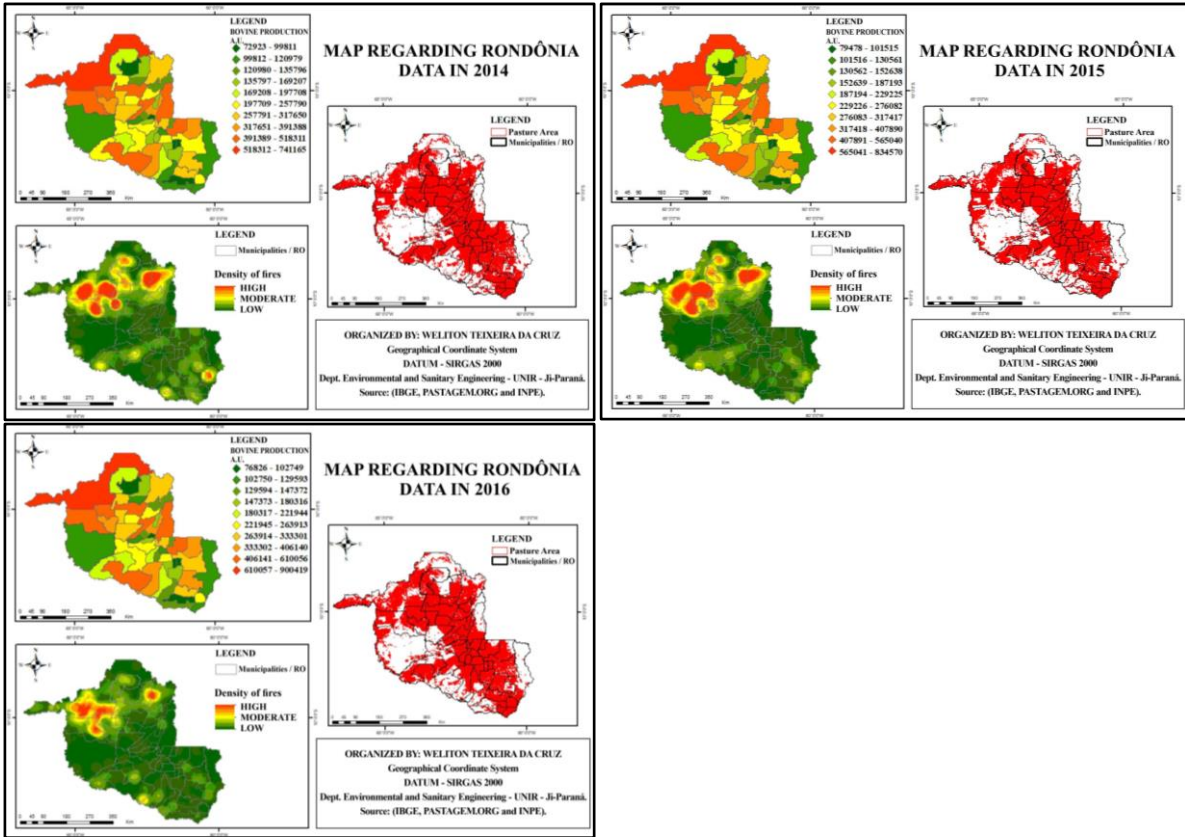 LEGEND
BOVINE PRODUCTION
A.U.
72923 - 99811
99812 - 120979
120980 - 135796
135797 - 169207
169208 - 197708
197709 - 257790
257791 - 317650
317651 - 391388
391389 - 518311
518312 - 741165
MAP REGARDING RONDÔNIA
DATA IN 2014
LEGEND
Pasture Area
Municipalities / RO
LEGEND
Municipalities / RO
Density of fires
HIGH
MODERATE
LOW
ORGANIZED BY: WELITON TEIXEIRA DA CRUZ
Geographical Coordinate System
DATUM - SIRGAS 2000
Dept. Environmental and Sanitary Engineering - UNIR - Ji-Paraná.
Source: (IBGE, PASTAGEM.ORG and INPE).
LEGEND
BOVINE PRODUCTION
A.U.
79478 - 101515
101516 - 130561
130562 - 152638
152639 - 187193
187194 - 229225
229226 - 276082
276083 - 317417
317418 - 407890
407891 - 565040
565041 - 834570
MAP REGARDING RONDÔNIA
DATA IN 2015
LEGEND
Pasture Area
Municipalities / RO
LEGEND
Municipalities / RO
Density of fires
HIGH
MODERATE
LOW
ORGANIZED BY: WELITON TEIXEIRA DA CRUZ
Geographical Coordinate System
DATUM - SIRGAS 2000
Dept. Environmental and Sanitary Engineering - UNIR - Ji-Paraná.
Source: (IBGE, PASTAGEM.ORG and INPE).
LEGEND
BOVINE PRODUCTION
A.U.
76826 - 102749
102750 - 129593
129594 - 147372
147373 - 180316
180317 - 221944
221945 - 263913
263914 - 333301
333302 - 406140
406141 - 610056
610057 - 900419
MAP REGARDING RONDÔNIA
DATA IN 2016
LEGEND
Pasture Area
Municipalities / RO
LEGEND
Municipalities / RO
Density of fires
HIGH
MODERATE
LOW
ORGANIZED BY: WELITON TEIXEIRA DA CRUZ
Geographical Coordinate System
DATUM - SIRGAS 2000
Dept. Environmental and Sanitary Engineering - UNIR - Ji-Paraná.
Source: (IBGE, PASTAGEM.ORG and INPE).